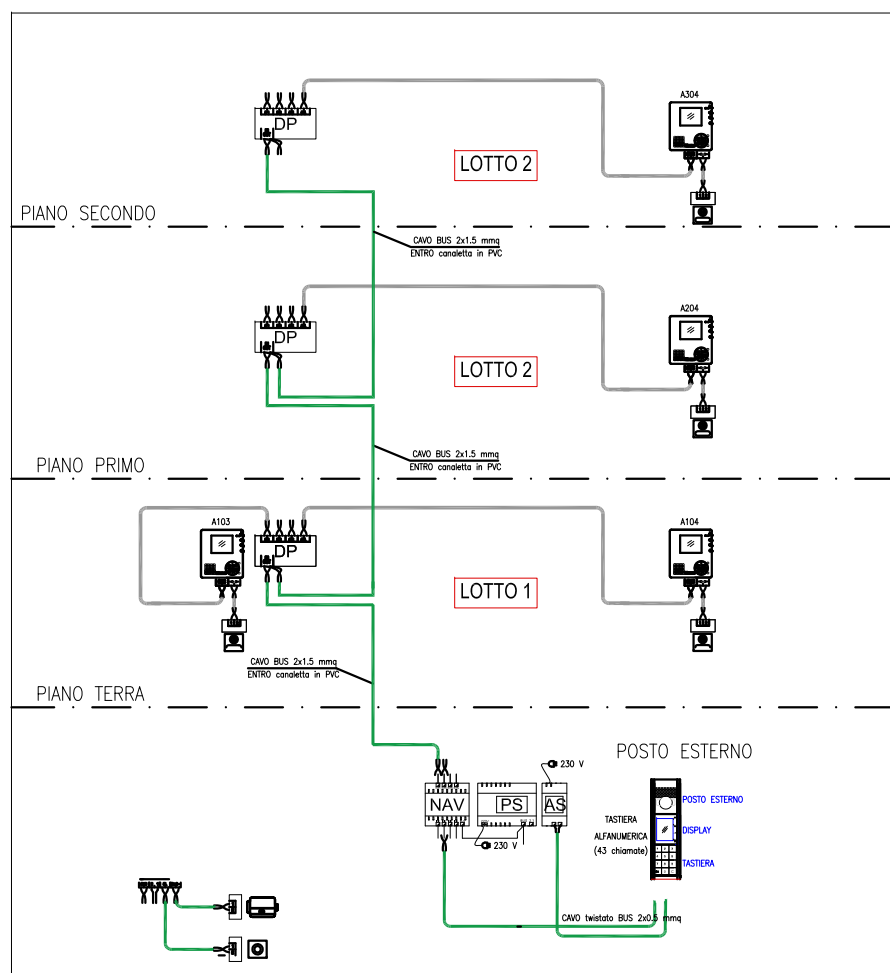 DP
A304
LOTTO 2
PIANO SECONDO
CAVO BUS 2x1.5 mmq
ENTRO canaletta in PVC
DP
A204
LOTTO 2
PIANO PRIMO
CAVO BUS 2x1.5 mmq
ENTRO canaletta in PVC
A103
DP
A104
LOTTO 1
CAVO BUS 2x1.5 mmq
ENTRO canaletta in PVC
PIANO TERRA
POSTO ESTERNO
230 V
NAV
PS
AS
230 V
TASTIERA
ALFANUMERICA
(43 chiamate)
POSTO ESTERNO
DISPLAY
TASTIERA
CAVO twistato BUS 2x0.5 mmq